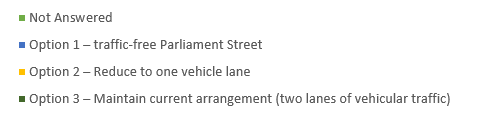 Not Answered
Option 1 – traffic-free Parliament Street
Option 2 – Reduce to one vehicle lane
Option 3 – Maintain current arrangement (two lanes of vehicular traffic)